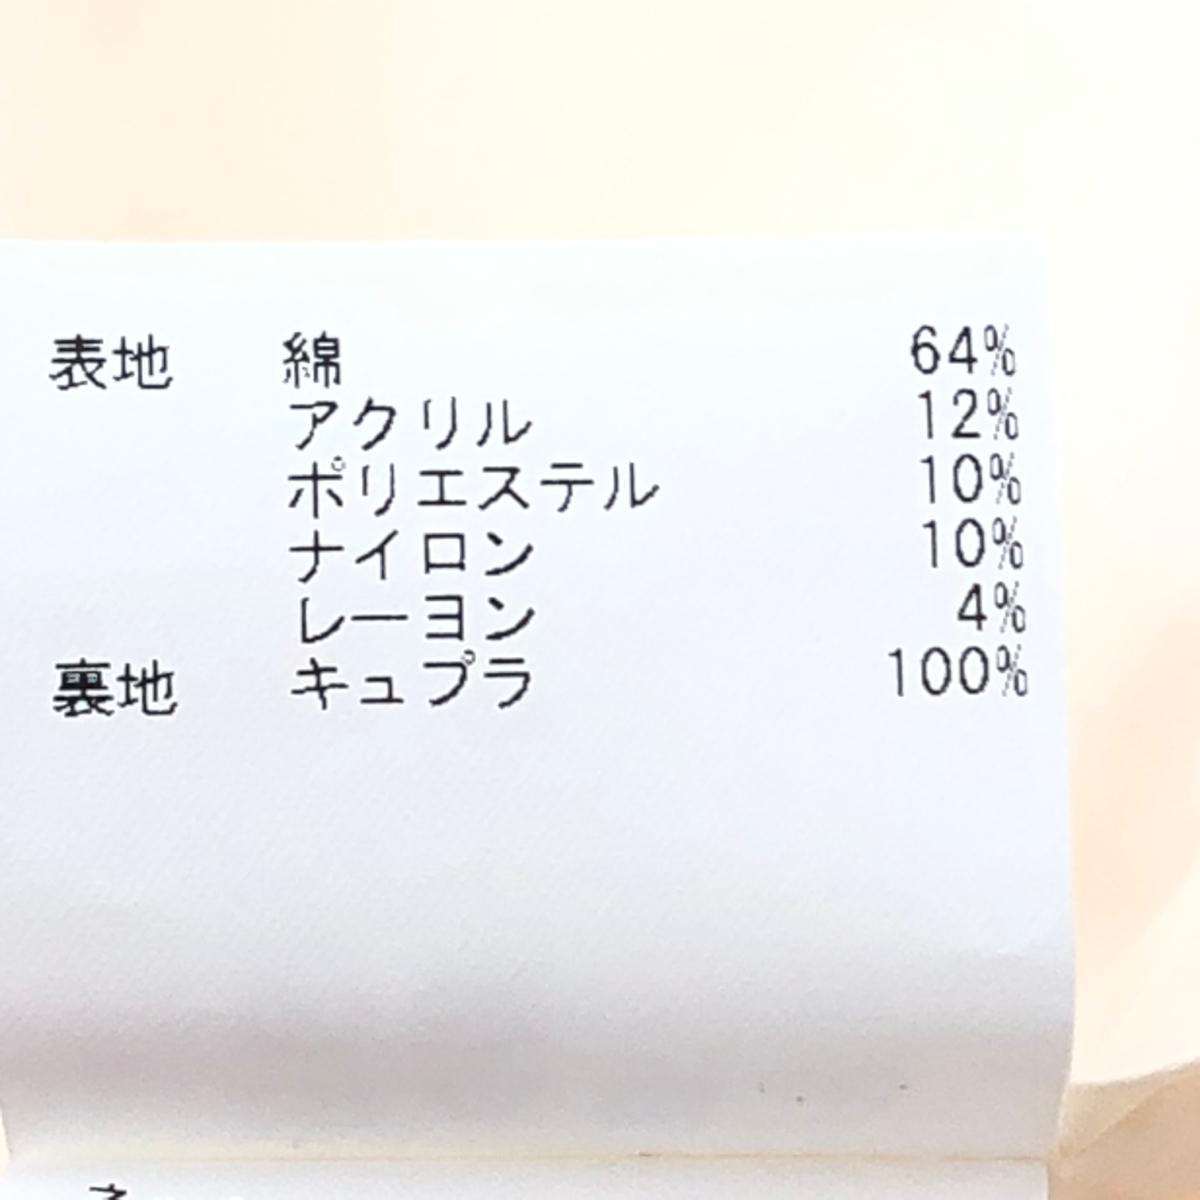 表地 綿 64%
アクリル 12%
ポリエステル 10%
ナイロン 10%
レーヨン 4%
裏地 キュプラ 100%